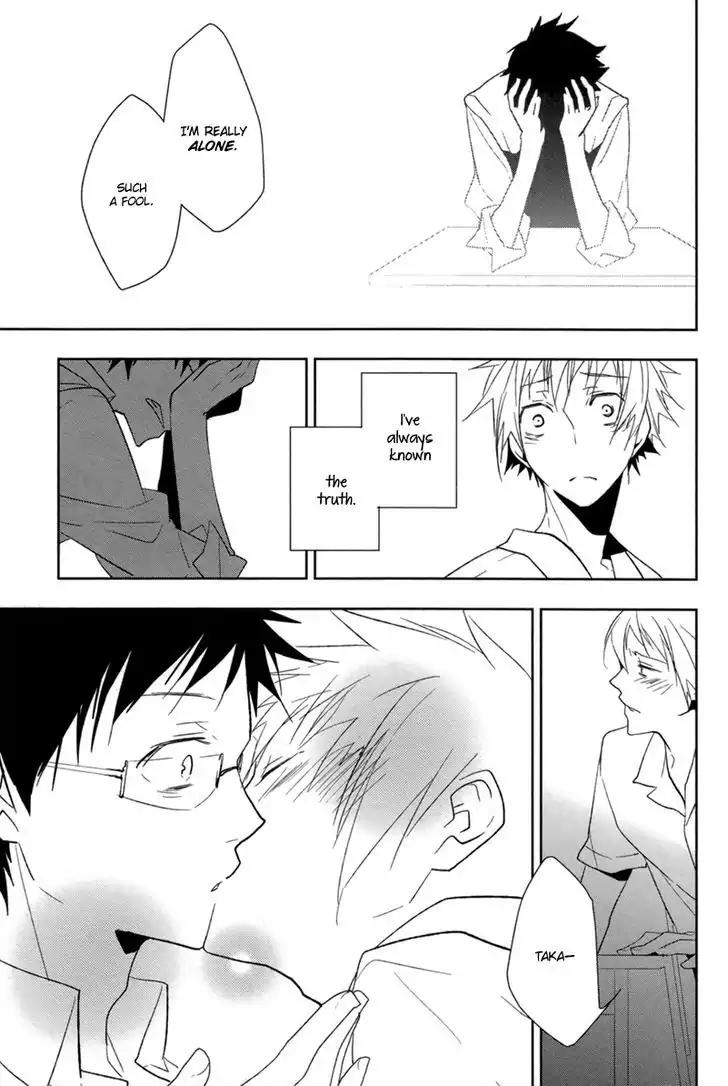 I'M REALLY
ALONE.
SUCH
A FOOL.
I've
always
known
the
truth.
TAKA—